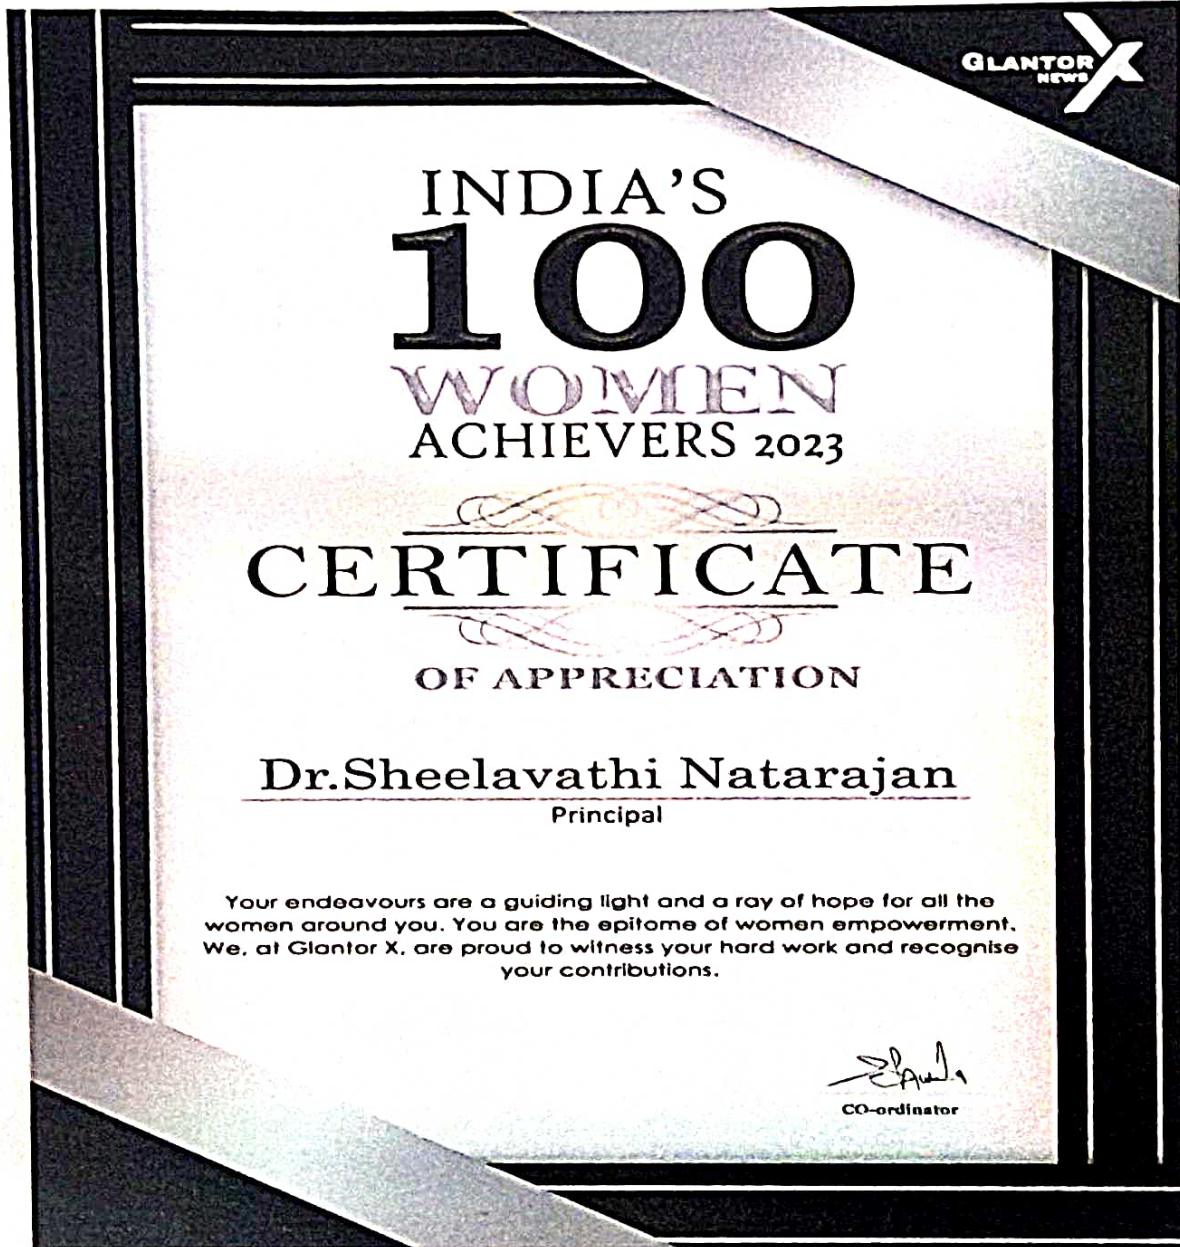 GLANTOR X
NEWS
INDIA'S
100
WOMEN
ACHIEVERS 2023
CERTIFICATE
OF APPRECIATION
Dr.Sheelavathi Natarajan
Principal
Your endeavours are a guiding light and a ray of hope for all the
women around you. You are the epitome of women empowerment.
We, at Glantor X, are proud to witness your hard work and recognise
your contributions.
CO-ordinator